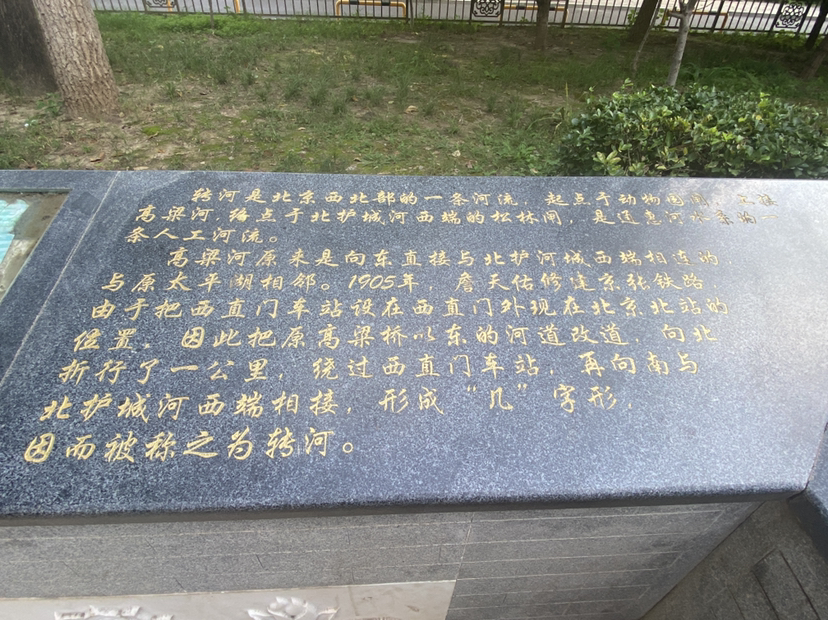 转河是北京西北部的一条河流，起点于动物园闸，上接
高梁河，终点于北护城河西端的松林闸，是通惠河水系的一
条人工河流。
高梁河原来是向东直接与北护河城西端相连的
与原太平湖相邻。1905年，詹天佑修建京张铁路
由于把西直门车站设在西直门外现在北京北站的
位置，因此把原高梁桥以东的河道改道，向北
折行了一公里，绕过西直门车站，再向南与
北护城河西端相接，形成“几”字形，
因而被称之为转河。